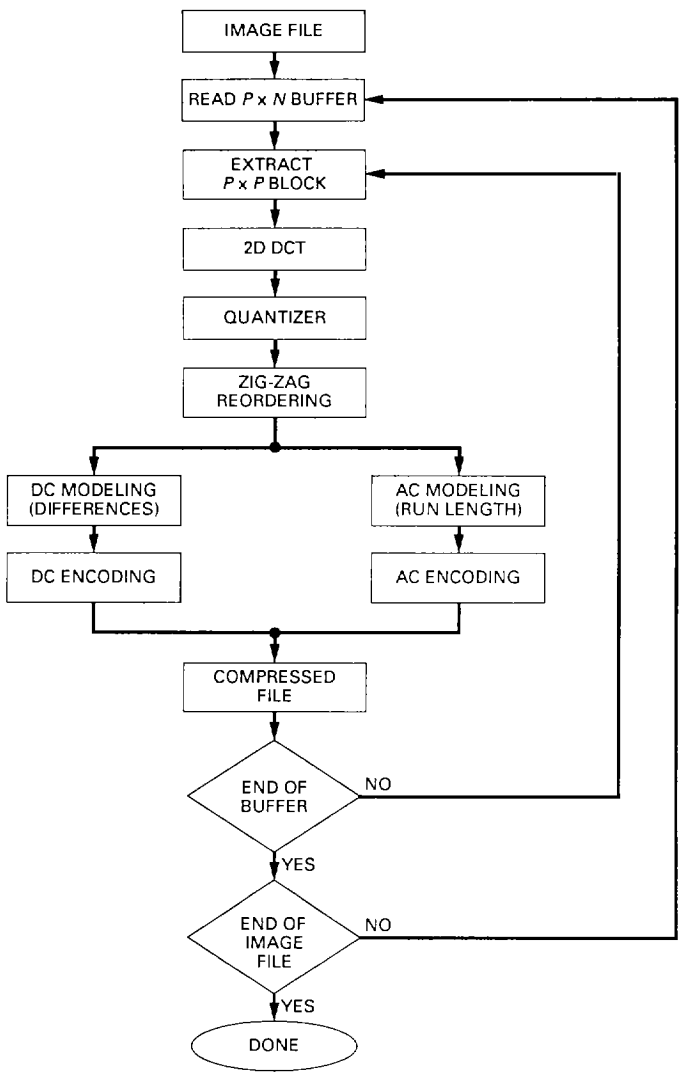 IMAGE FILE
READ P x N BUFFER
EXTRACT
P x P BLOCK
2D DCT
QUANTIZER
ZIG-ZAG
REORDERING
DC MODELING
(DIFFERENCES)
AC MODELING
(RUN LENGTH)
DC ENCODING
AC ENCODING
COMPRESSED
FILE
END OF
BUFFER
NO
YES
END OF
IMAGE
FILE
NO
YES
DONE